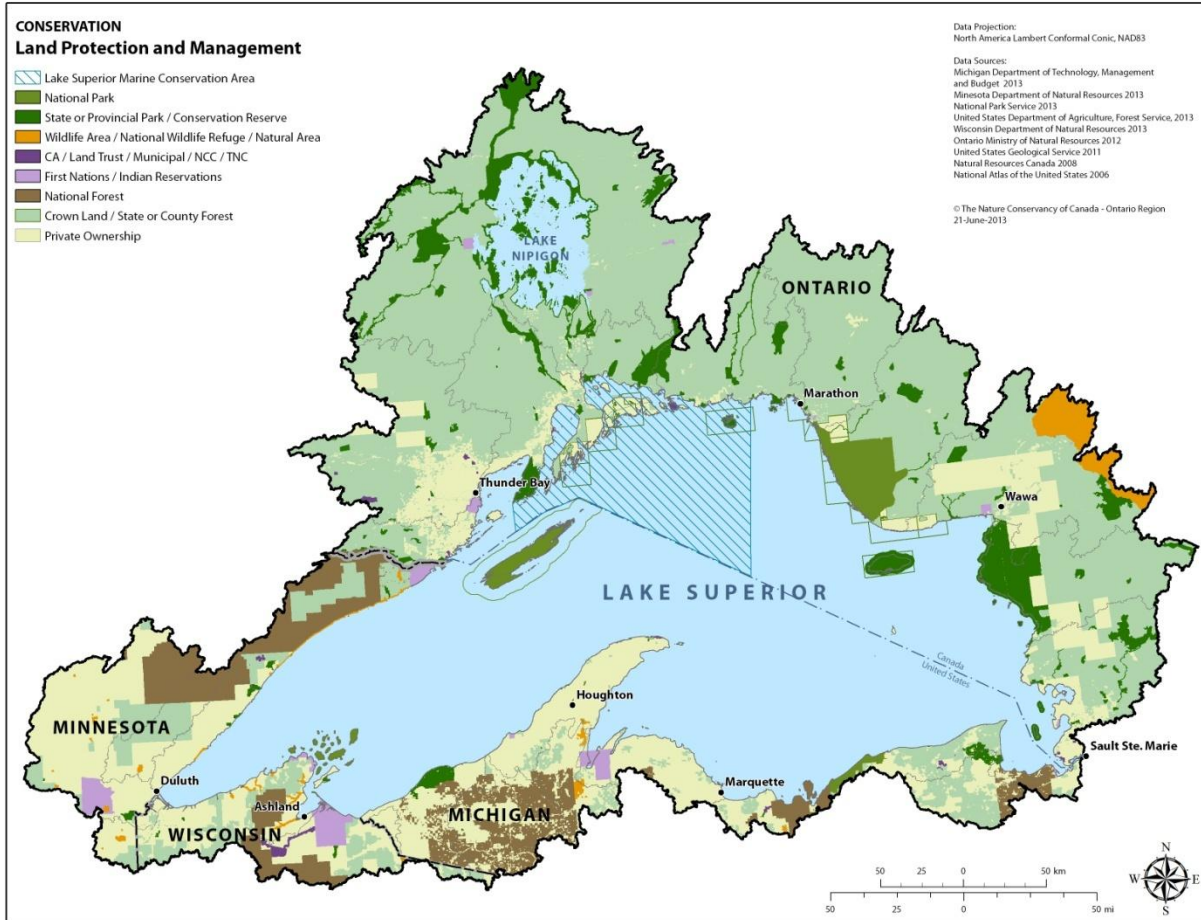 CONSERVATION
Land Protection and Management
Lake Superior Marine Conservation Area
National Park
State or Provincial Park / Conservation Reserve
Wildlife Area / National Wildlife Refuge / Natural Area
CA / Land Trust / Municipal / NCC / TNC
First Nations / Indian Reservations
National Forest
Crown Land / State or County Forest
Private Ownership
Data Projection:
North America Lambert Conformal Conic, NAD83
Data Sources:
Michigan Department of Technology, Management
and Budget 2013
Minesota Department of Natural Resources 2013
National Park Service 2013
United States Department of Agriculture, Forest Service, 2013
Wisconsin Department of Natural Resources 2013
Ontario Ministry of Natural Resources 2012
United States Geological Service 2011
Natural Resources Canada 2008
National Atlas of the United States 2006
© The Nature Conservancy of Canada - Ontario Region
21-June-2013
LAKE
NIPIGON
ONTARIO
Marathon
Thunder Bay
Wawa
LAKE SUPERIOR
Canada
United States
Houghton
MINNESOTA
Sault Ste. Marie
Duluth
Marquette
Ashland
MICHIGAN
WISCONSIN
50 25 0 50 km
50 25 0 50 mi
N
W E
S